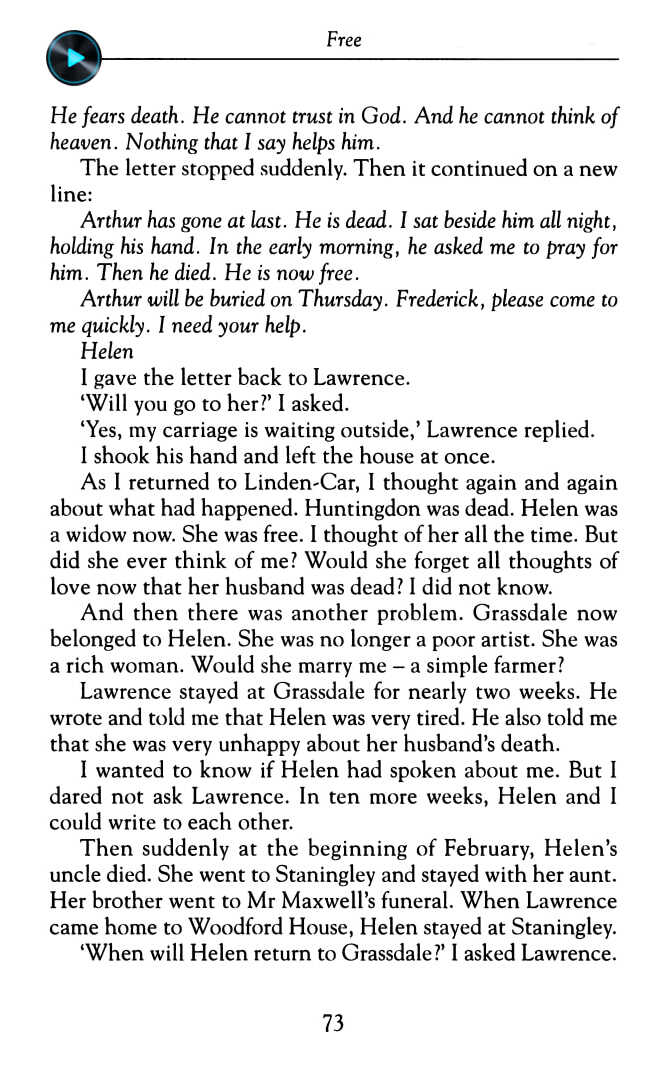 Free
He fears death. He cannot trust in God. And he cannot think of
heaven. Nothing that I say helps him.
The letter stopped suddenly. Then it continued on a new
line:
Arthur has gone at last. He is dead. I sat beside him all night,
holding his hand. In the early morning, he asked me to pray for
him. Then he died. He is now free.
Arthur will be buried on Thursday. Frederick, please come to
me quickly. I need your help.
Helen
I gave the letter back to Lawrence.
‘Will you go to her?’ I asked.
‘Yes, my carriage is waiting outside,’ Lawrence replied.
I shook his hand and left the house at once.
As I returned to Linden-Car, I thought again and again
about what had happened. Huntingdon was dead. Helen was
a widow now. She was free. I thought of her all the time. But
did she ever think of me? Would she forget all thoughts of
love now that her husband was dead? I did not know.
And then there was another problem. Grassdale now
belonged to Helen. She was no longer a poor artist. She was
a rich woman. Would she marry me – a simple farmer?
Lawrence stayed at Grassdale for nearly two weeks. He
wrote and told me that Helen was very tired. He also told me
that she was very unhappy about her husband’s death.
I wanted to know if Helen had spoken about me. But I
dared not ask Lawrence. In ten more weeks, Helen and I
could write to each other.
Then suddenly at the beginning of February, Helen’s
uncle died. She went to Staningley and stayed with her aunt.
Her brother went to Mr Maxwell’s funeral. When Lawrence
came home to Woodford House, Helen stayed at Staningley.
‘When will Helen return to Grassdale?’ I asked Lawrence.
73